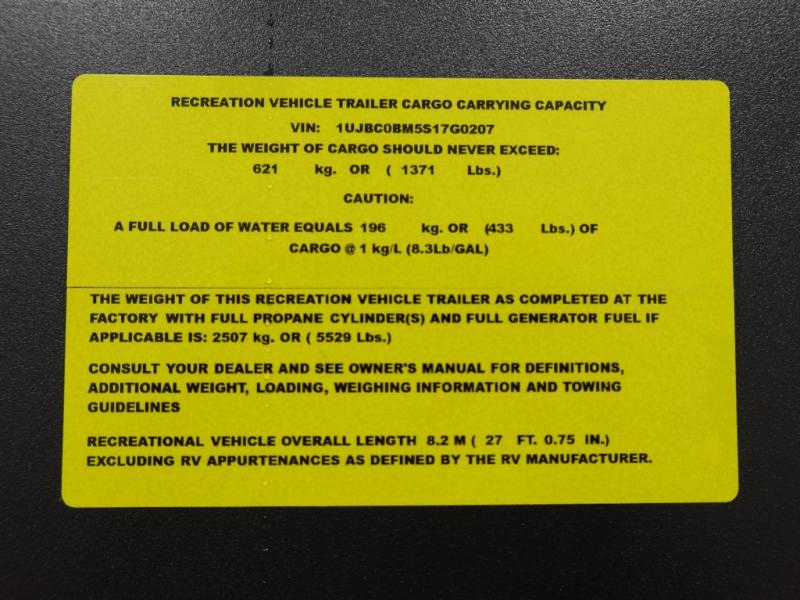 RECREATION VEHICLE TRAILER CARGO CARRYING CAPACITY
VIN: 1UJBC0BM5S17G0207
THE WEIGHT OF CARGO SHOULD NEVER EXCEED:
621 kg. OR ( 1371 Lbs.)
CAUTION:
A FULL LOAD OF WATER EQUALS 196 kg. OR (433 Lbs.) OF
CARGO @ 1 kg/L (8.3Lb/GAL)
THE WEIGHT OF THIS RECREATION VEHICLE TRAILER AS COMPLETED AT THE
FACTORY WITH FULL PROPANE CYLINDER(S) AND FULL GENERATOR FUEL IF
APPLICABLE IS: 2507 kg. OR ( 5529 Lbs.)
CONSULT YOUR DEALER AND SEE OWNER'S MANUAL FOR DEFINITIONS,
ADDITIONAL WEIGHT, LOADING, WEIGHING INFORMATION AND TOWING
GUIDELINES
RECREATIONAL VEHICLE OVERALL LENGTH 8.2 M ( 27 FT. 0.75 IN.)
EXCLUDING RV APPURTENANCES AS DEFINED BY THE RV MANUFACTURER.